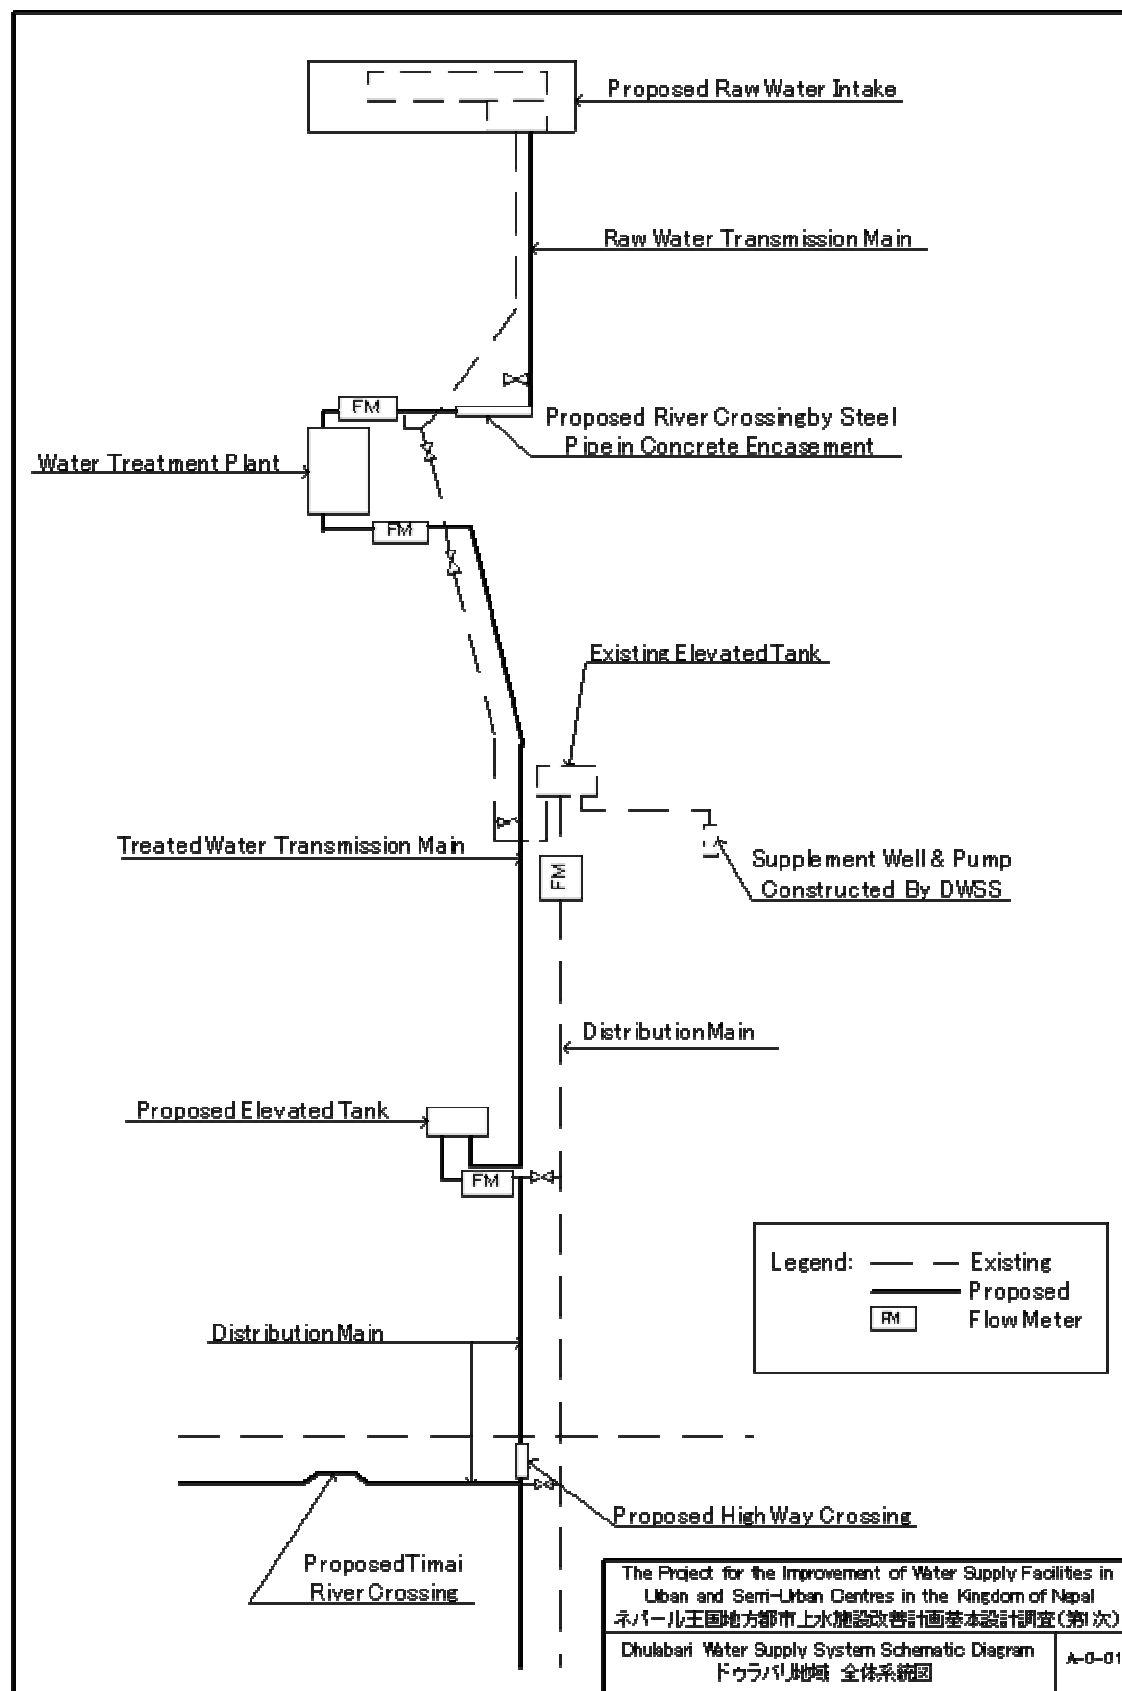 Proposed Raw Water Intake
Raw Water Transmission Main
FM
Proposed River Crossingby Steel
Pipe in Concrete Encasement
Water Treatment Plant
FM
Existing Elevated Tank
Treated Water Transmission Main
Supplement Well & Pump
Constructed By DWSS
FM
Distribution Main
Proposed Elevated Tank
FM
Legend:
Existing
Proposed
FM
Flow Meter
Distribution Main
Proposed High Way Crossing
Proposed Timai
River Crossing
The Project for the Improvement of Water Supply Facilities in
Urban and Semi-Urban Centres in the Kingdom of Nepal
ネパール王国地方都市上水施設改善計画基本設計調査(第1次)
Dhulabari Water Supply System Schematic Diagram
ドゥラバリ地域 全体系統図
A-0-01